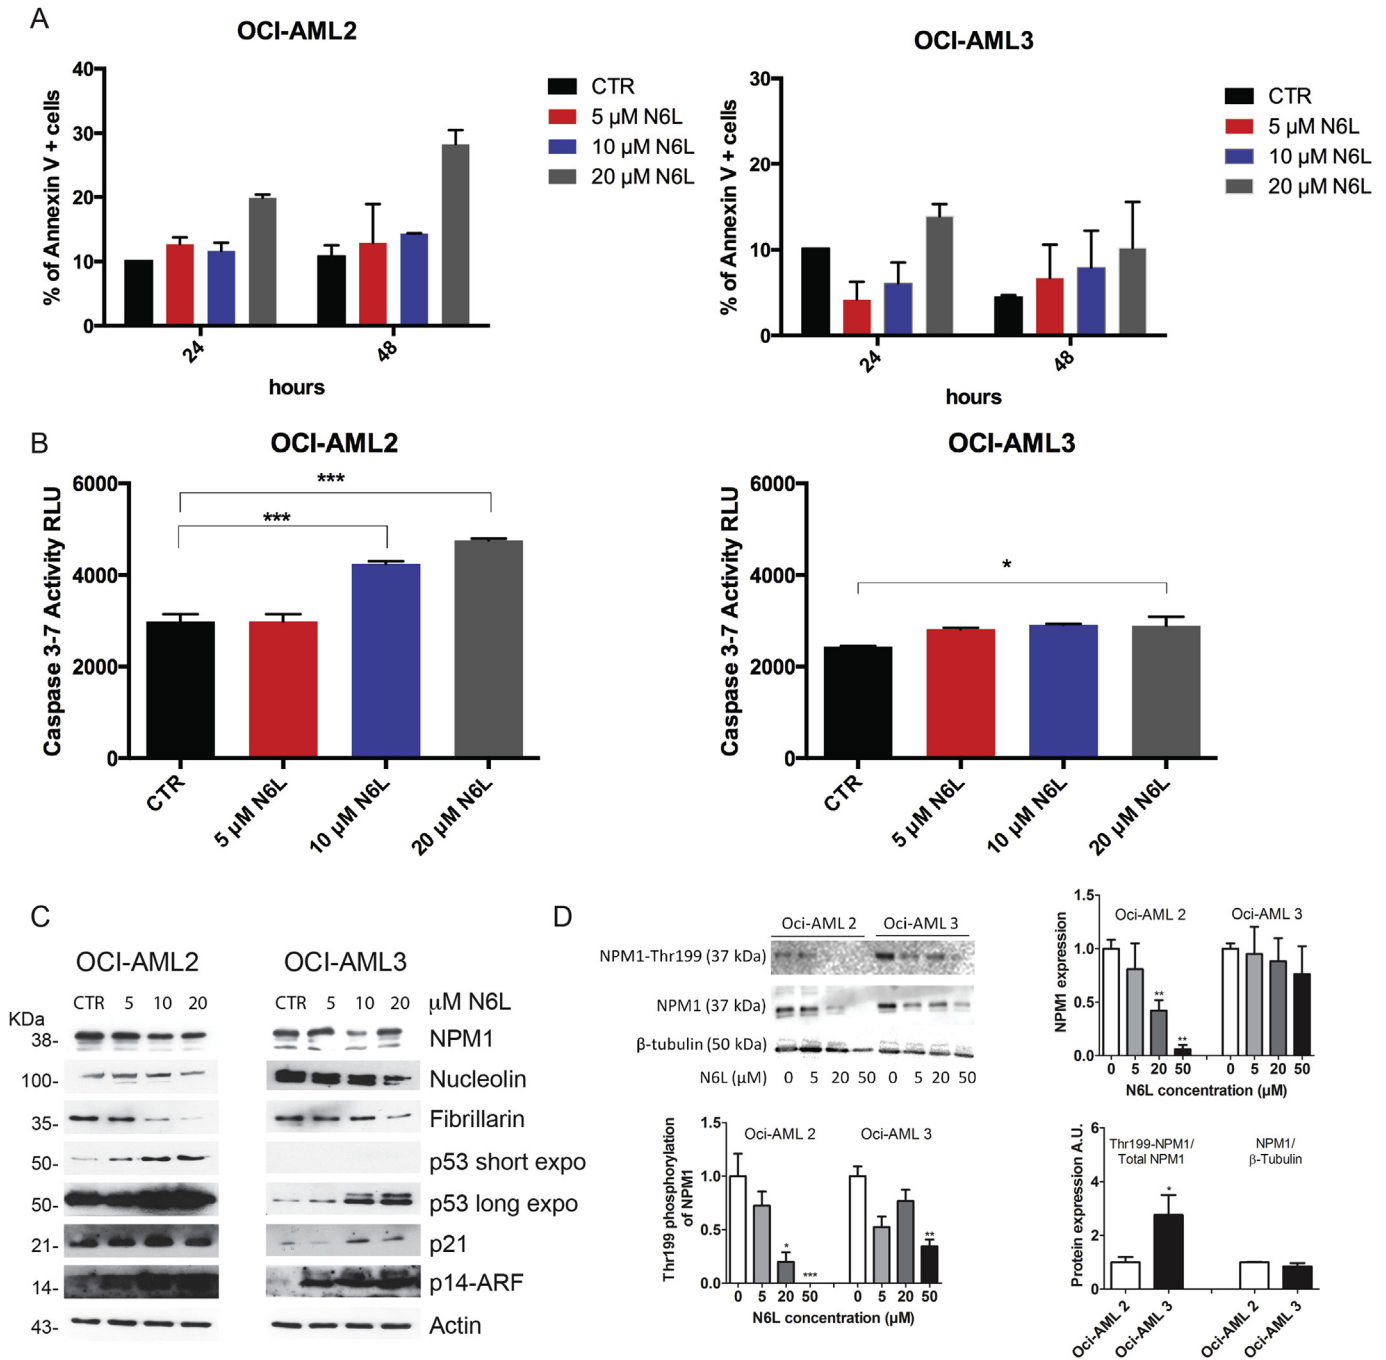 A
OCI-AML2
% of Annexin V + cells
40
30
20
10
0
24
48
hours
CTR
5 µM N6L
10 µM N6L
20 µM N6L
OCI-AML3
% of Annexin V + cells
30
20
10
0
24
48
hours
CTR
5 µM N6L
10 µM N6L
20 µM N6L
B
OCI-AML2
Caspase 3-7 Activity RLU
6000
4000
2000
0
***
***
CTR
5 µM N6L
10 µM N6L
20 µM N6L
OCI-AML3
Caspase 3-7 Activity RLU
6000
4000
2000
0
*
CTR
5 µM N6L
10 µM N6L
20 µM N6L
C
OCI-AML2 OCI-AML3
CTR 5 10 20 CTR 5 10 20 µM N6L
KDa
38- NPM1
100- Nucleolin
35- Fibrillarin
50- p53 short expo
50- p53 long expo
21- p21
14- p14-ARF
43- Actin
D
Oci-AML 2 Oci-AML 3
NPM1-Thr199 (37 kDa)
NPM1 (37 kDa)
β-tubulin (50 kDa)
N6L (µM) 0 5 20 50 0 5 20 50
NPM1 expression
1.5
1.0
0.5
0.0
Oci-AML 2 Oci-AML 3
**
**
0 5 20 50 0 5 20 50
N6L concentration (µM)
Thr199 phosphorylation
of NPM1
1.5
1.0
0.5
0.0
Oci-AML 2 Oci-AML 3
*
***
**
0 5 20 50 0 5 20 50
N6L concentration (µM)
Protein expression A.U.
6
4
2
0
Thr199-NPM1/
Total NPM1
NPM1/
β-Tubulin
*
Oci-AML 2
Oci-AML 3
Oci-AML 2
Oci-AML 3